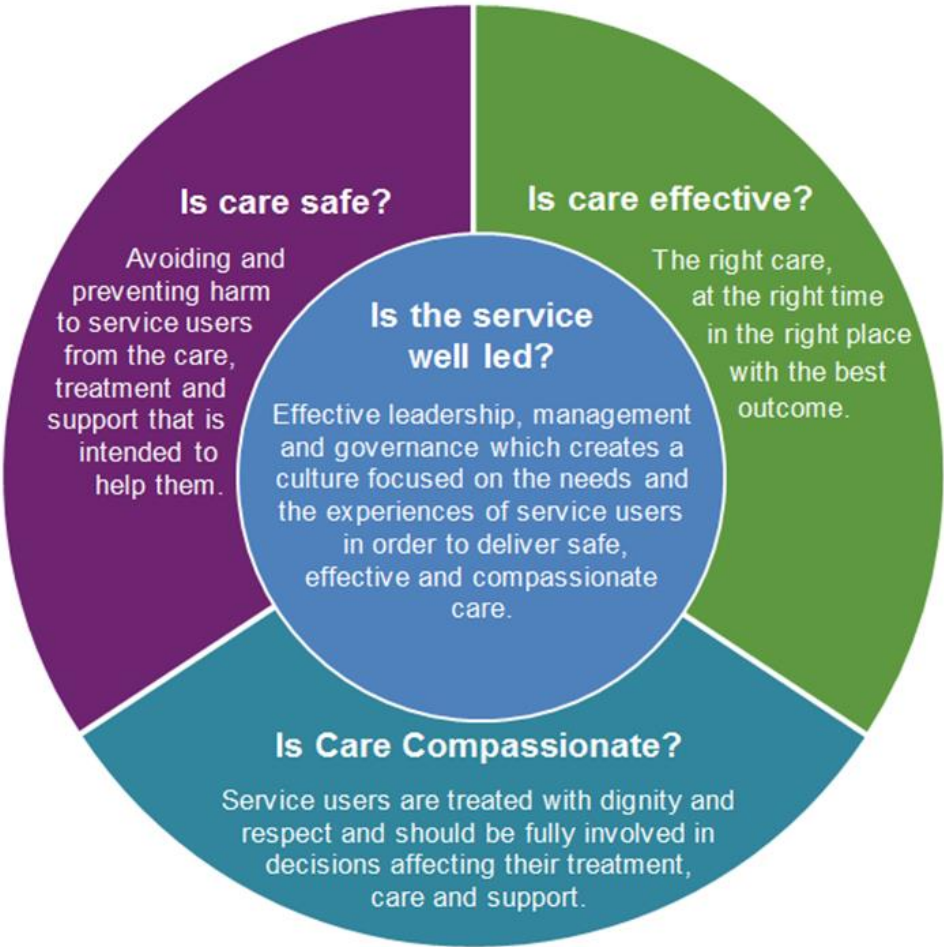 Is care safe?
Avoiding and
preventing harm
to service users
from the care,
treatment and
support that is
intended to
help them.
Is care effective?
The right care,
at the right time
in the right place
with the best
outcome.
Is the service
well led?
Effective leadership, management
and governance which creates a
culture focused on the needs and
the experiences of service users
in order to deliver safe,
effective and compassionate
care.
Is Care Compassionate?
Service users are treated with dignity and
respect and should be fully involved in
decisions affecting their treatment,
care and support.